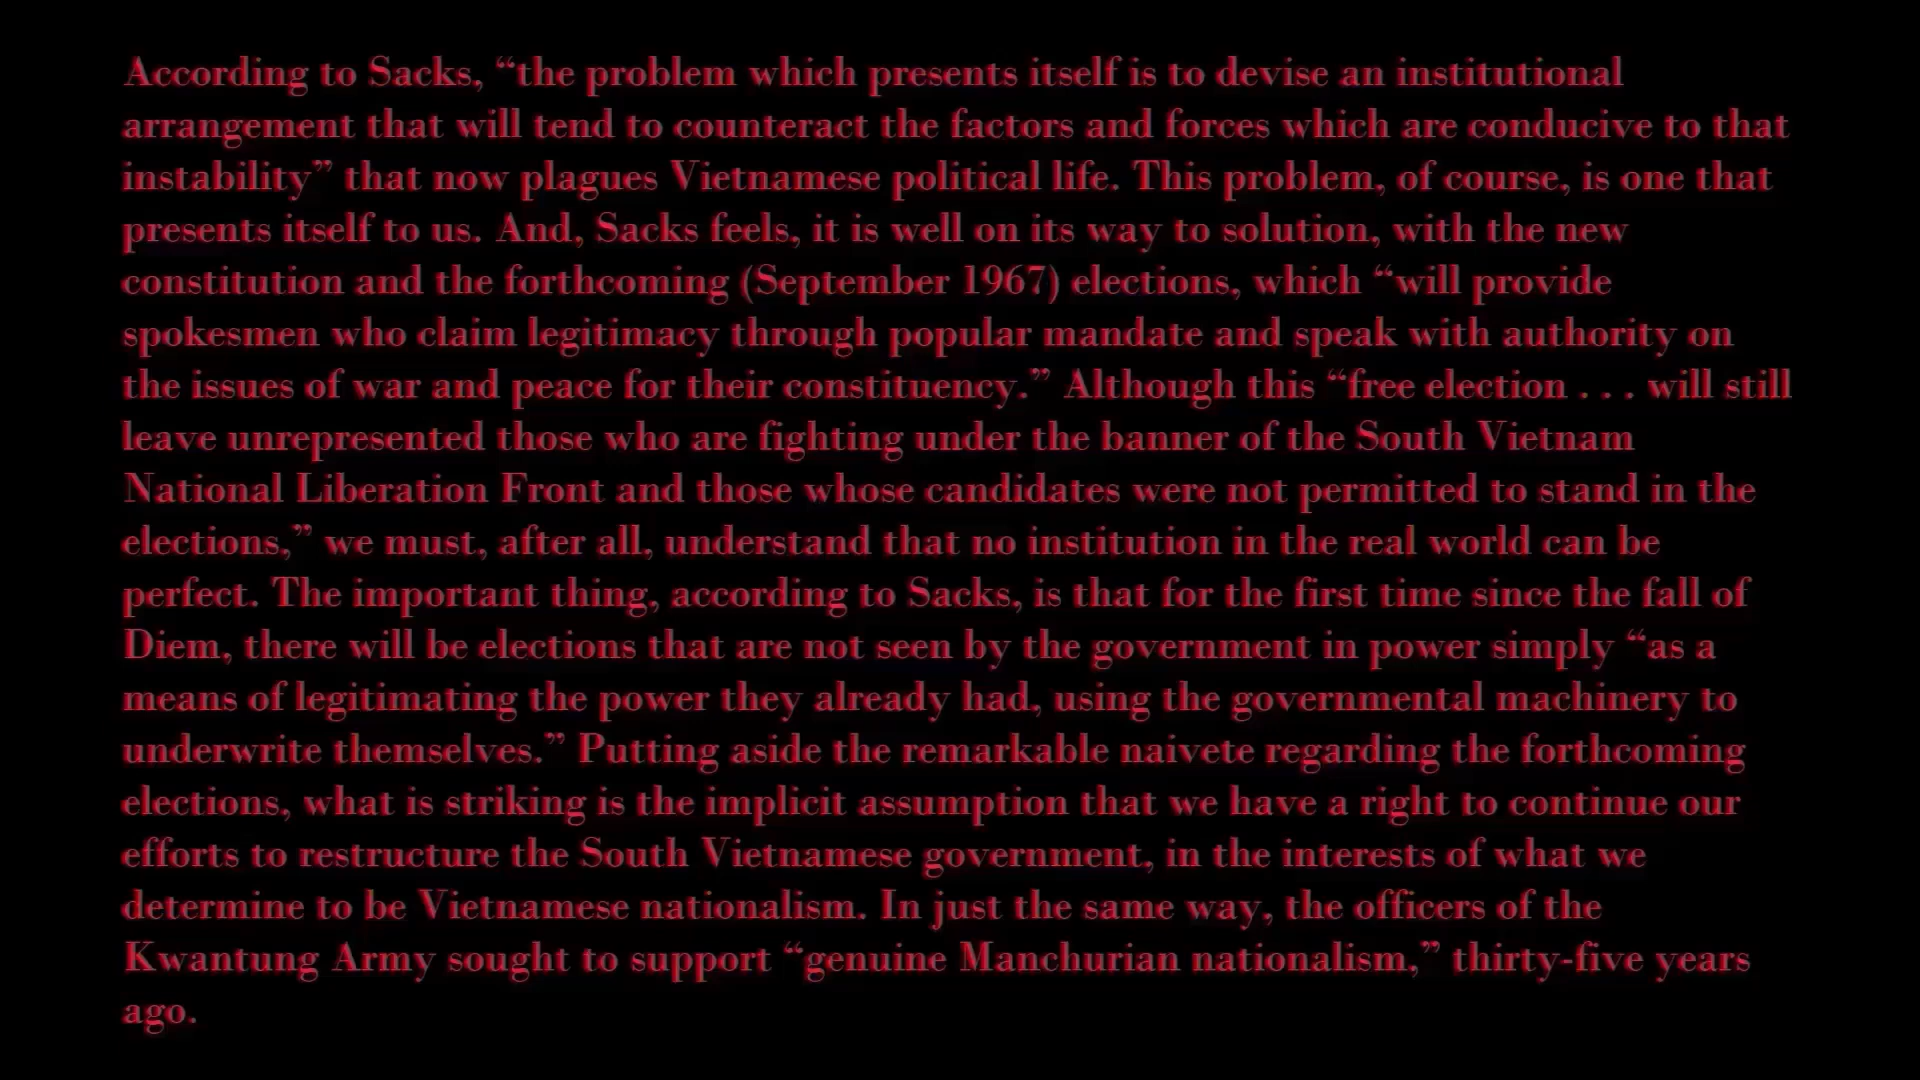 According to Sacks, “the problem which presents itself is to devise an institutional
arrangement that will tend to counteract the factors and forces which are conducive to that
instability” that now plagues Vietnamese political life. This problem, of course, is one that
presents itself to us. And, Sacks feels, it is well on its way to solution, with the new
constitution and the forthcoming (September 1967) elections, which “will provide
spokesmen who claim legitimacy through popular mandate and speak with authority on
the issues of war and peace for their constituency.” Although this “free election . . . will still
leave unrepresented those who are fighting under the banner of the South Vietnam
National Liberation Front and those whose candidates were not permitted to stand in the
elections,” we must, after all, understand that no institution in the real world can be
perfect. The important thing, according to Sacks, is that for the first time since the fall of
Diem, there will be elections that are not seen by the government in power simply “as a
means of legitimating the power they already had, using the governmental machinery to
underwrite themselves.” Putting aside the remarkable naivete regarding the forthcoming
elections, what is striking is the implicit assumption that we have a right to continue our
efforts to restructure the South Vietnamese government, in the interests of what we
determine to be Vietnamese nationalism. In just the same way, the officers of the
Kwantung Army sought to support “genuine Manchurian nationalism,” thirty-five years
ago.